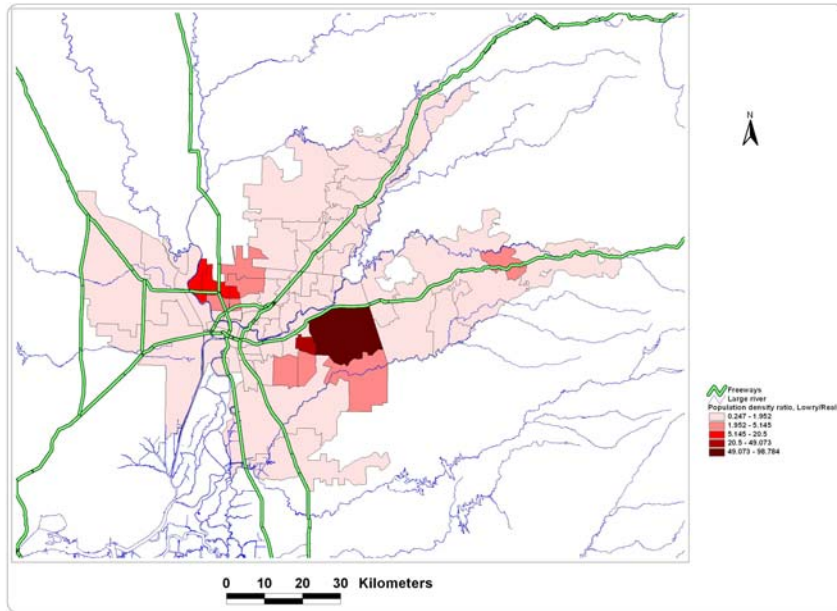 N
Freeways
Large river
Population density ratio, Lowry/Real
0.247 - 1.952
1.952 - 5.145
5.145 - 20.5
20.5 - 49.073
49.073 - 98.784
0 10 20 30 Kilometers